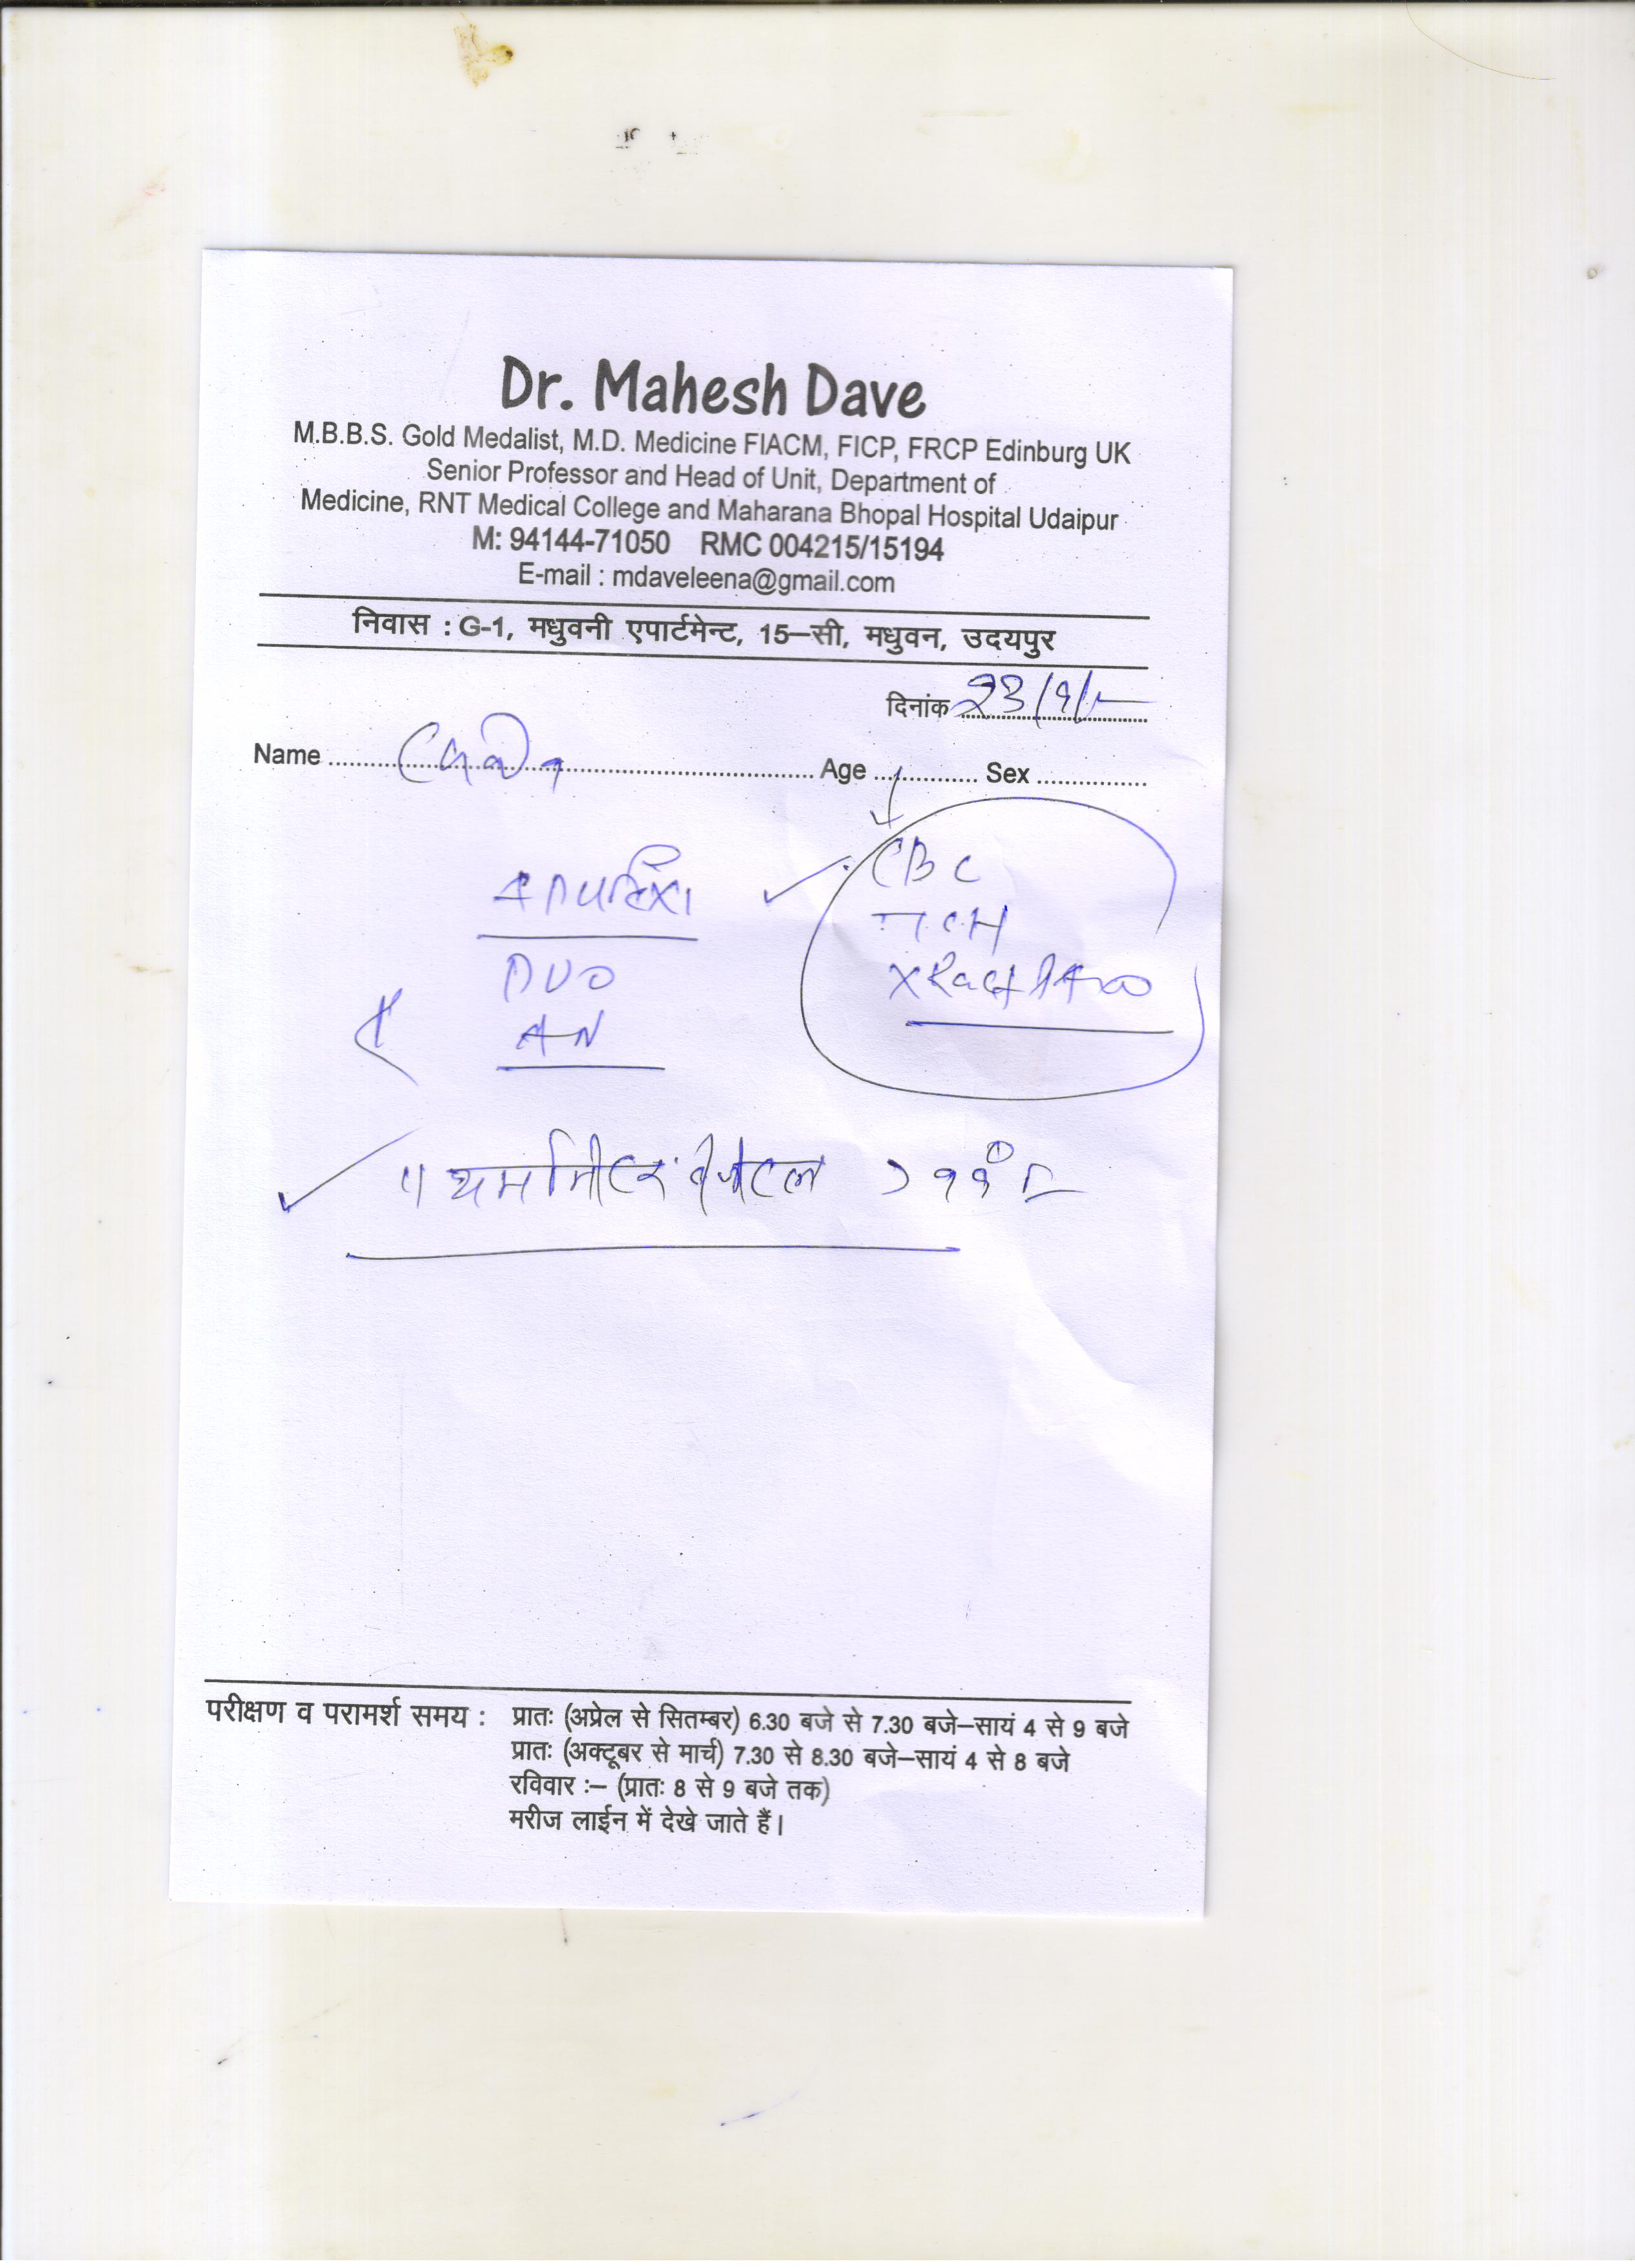 Dr. Mahesh Dave
M.B.B.S. Gold Medalist, M.D. Medicine FIACM, FICP, FRCP Edinburg UK
Senior Professor and Head of Unit, Department of
Medicine, RNT Medical College and Maharana Bhopal Hospital Udaipur
M: 94144-71050 RMC 004215/15194
E-mail : mdaveleena@gmail.com
निवास : G-1, मधुवनी एपार्टमेन्ट, 15–सी, मधुवन, उदयपुर
दिनांक 23/9/
Name Age Sex
CBC
DUO
AN
थर्मामिटर
परीक्षण व परामर्श समय : प्रातः (अप्रेल से सितम्बर) 6.30 बजे से 7.30 बजे–सायं 4 से 9 बजे
प्रातः (अक्टूबर से मार्च) 7.30 से 8.30 बजे–सायं 4 से 8 बजे
रविवार :– (प्रातः 8 से 9 बजे तक)
मरीज लाईन में देखे जाते हैं।